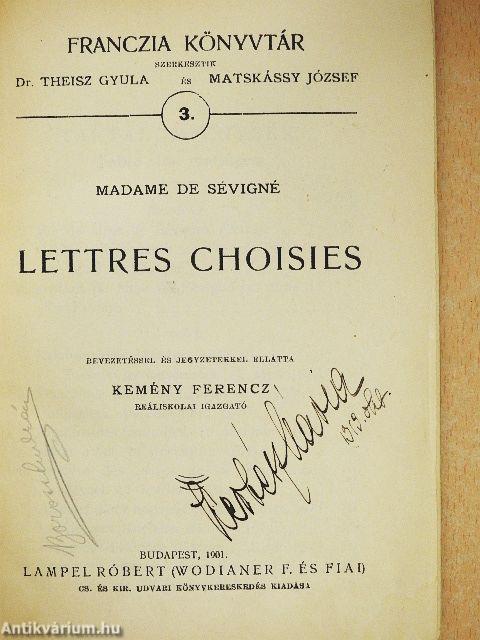 FRANCZIA KÖNYVTÁR
SZERKESZTIK
Dr. THEISZ GYULA ÉS MATSKÁSSY JÓZSEF
3.
MADAME DE SÉVIGNÉ
LETTRES CHOISIES
BEVEZETÉSSEL ÉS JEGYZETEKKEL ELLÁTTA
KEMÉNY FERENCZ
REÁLISKOLAI IGAZGATÓ
BUDAPEST, 1901.
LAMPEL RÓBERT (WODIANER F. ÉS FIAI)
CS. ÉS KIR. UDVARI KÖNYVKERESKEDÉS KIADÁSA
Antikvárium.hu